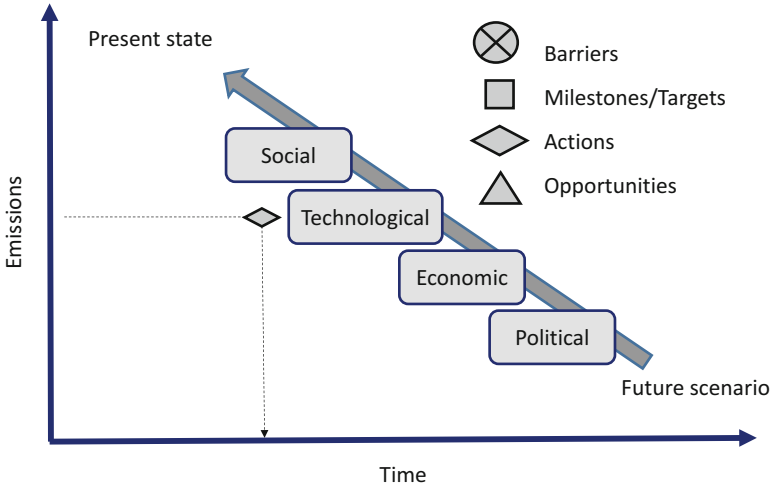 Present state
Barriers
Milestones/Targets
Actions
Opportunities
Social
Technological
Economic
Political
Future scenario
Emissions
Time